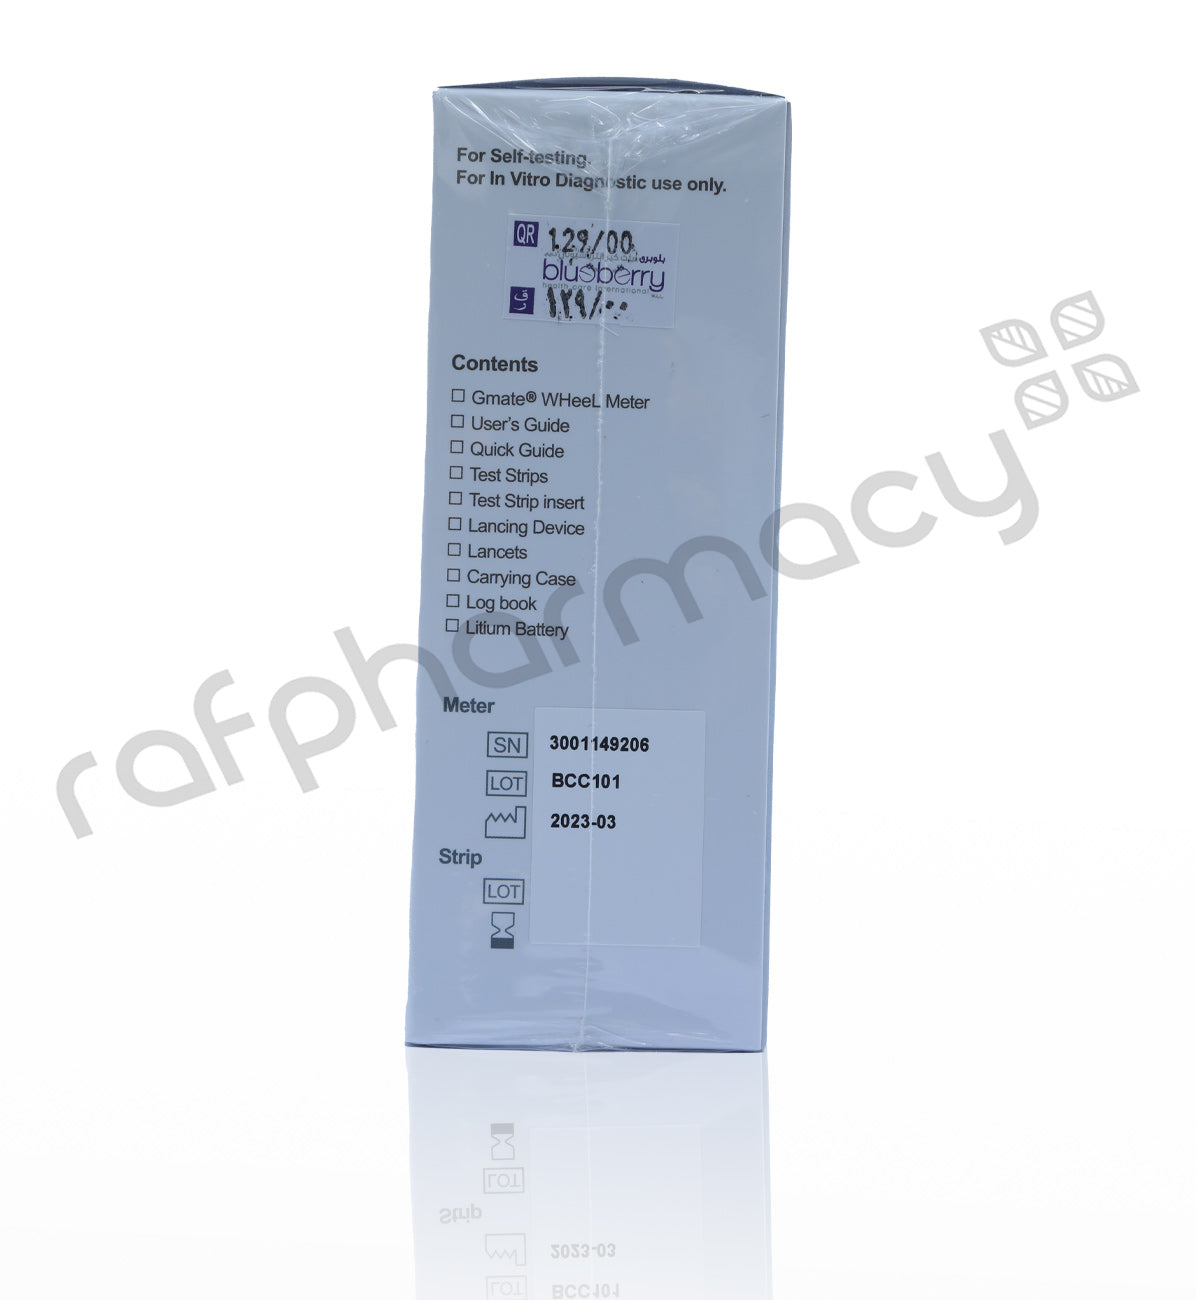 For Self-testing.
For In Vitro Diagnostic use only.
QR 129/00
بلوبري
blueberry
health care international W.L.L.
ق ر ١٢٩/٠٠
Contents
☐ Gmate® WHeeL Meter
☐ User's Guide
☐ Quick Guide
☐ Test Strips
☐ Test Strip insert
☐ Lancing Device
☐ Lancets
☐ Carrying Case
☐ Log book
☐ Litium Battery
Meter
SN 3001149206
LOT BCC101
2023-03
Strip
LOT
rafpharmacy